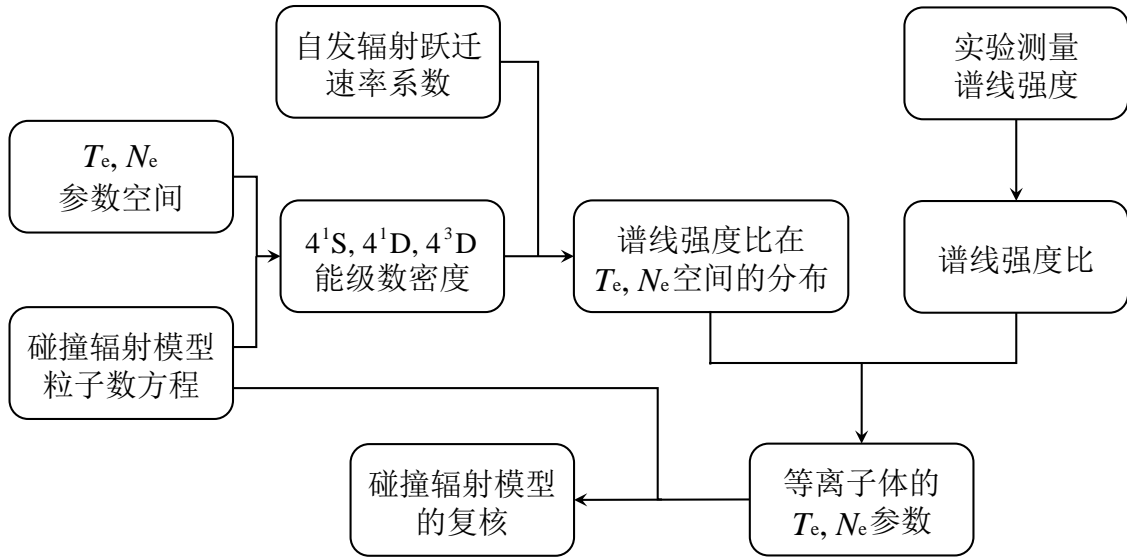 自发辐射跃迁
速率系数
实验测量
谱线强度
Te, Ne
参数空间
4¹S, 4¹D, 4³D
能级数密度
谱线强度比在
Te, Ne空间的分布
谱线强度比
碰撞辐射模型
粒子数方程
碰撞辐射模型
的复核
等离子体的
Te, Ne参数